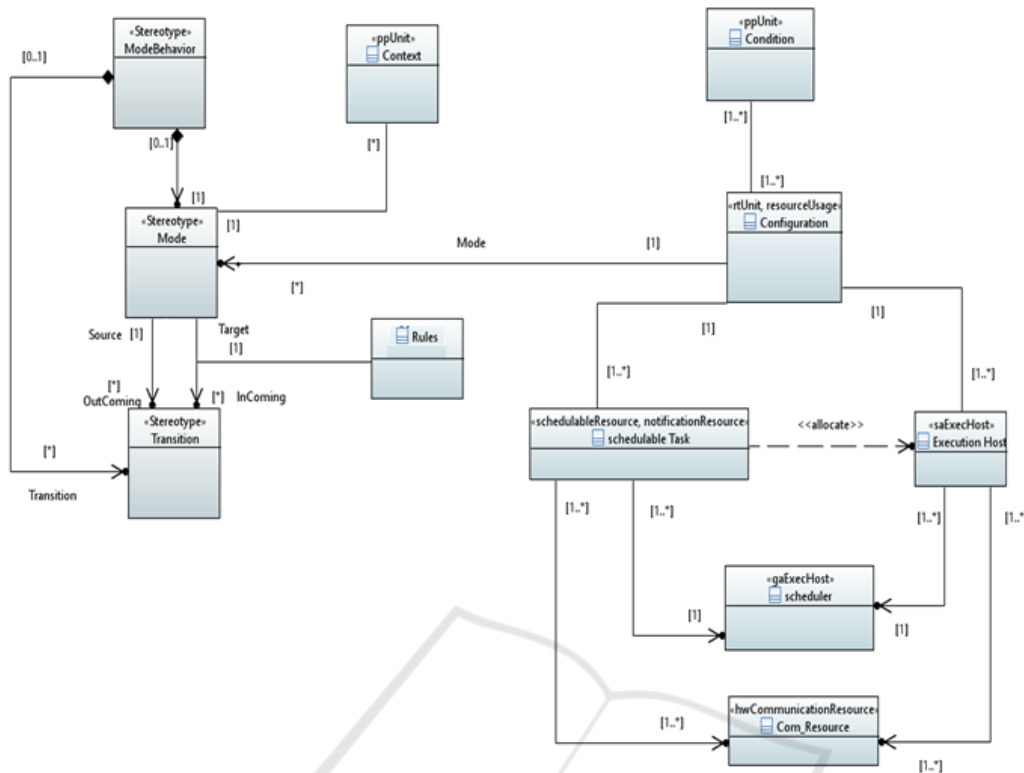 «Stereotype»
ModeBehavior
[0..1]
[0..1]
[1]
«ppUnit»
Context
[*]
[1]
«ppUnit»
Condition
[1..*]
[1..*]
«rtUnit, resourceUsage»
Configuration
«Stereotype»
Mode
Mode
[1]
[*]
[1]
[1]
Source [1]
Target
[1]
Rules
[*]
OutComing
[*] InComing
«Stereotype»
Transition
[*]
Transition
[1..*]
[1..*]
«schedulableResource, notificationResource»
schedulable Task
<<allocate>>
«saExecHost»
Execution Host
[1..*]
[1..*]
[1..*]
[1..*
«gaExecHost»
scheduler
[1]
[1]
«hwCommunicationResource»
Com_Resource
[1..*]
[1..*]